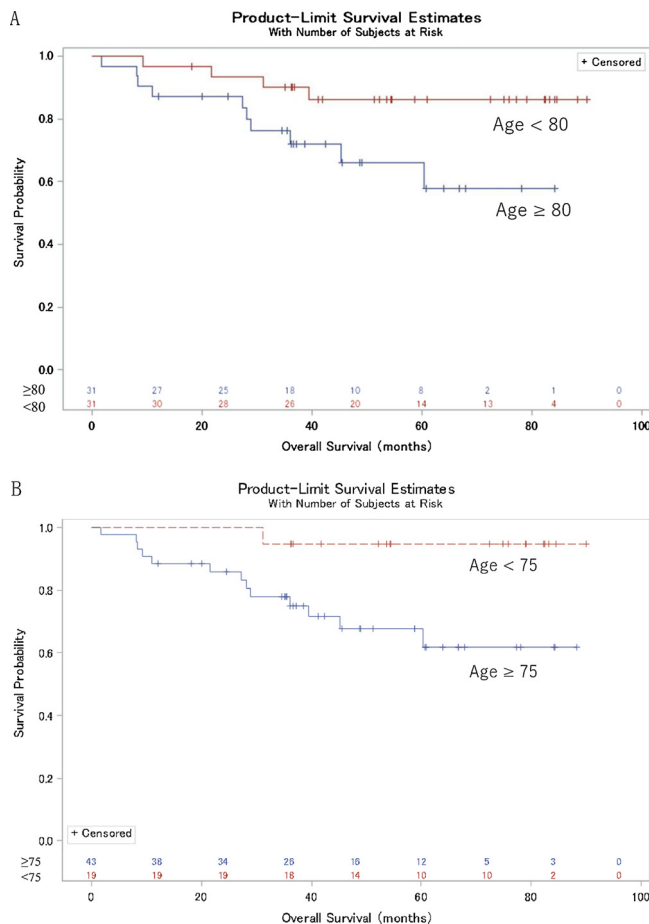 A
Product-Limit Survival Estimates
With Number of Subjects at Risk
+ Censored
1.0
0.8
0.6
0.4
0.2
0.0
Survival Probability
Age < 80
Age ≥ 80
≥80 31 27 25 18 10 8 2 1 0
<80 31 30 28 26 20 14 13 4 0
0 20 40 60 80 100
Overall Survival (months)
B
Product-Limit Survival Estimates
With Number of Subjects at Risk
1.0
0.8
0.6
0.4
0.2
0.0
Survival Probability
Age < 75
Age ≥ 75
+ Censored
≥75 43 38 34 26 16 12 5 3 0
<75 19 19 19 18 14 10 10 2 0
0 20 40 60 80 100
Overall Survival (months)